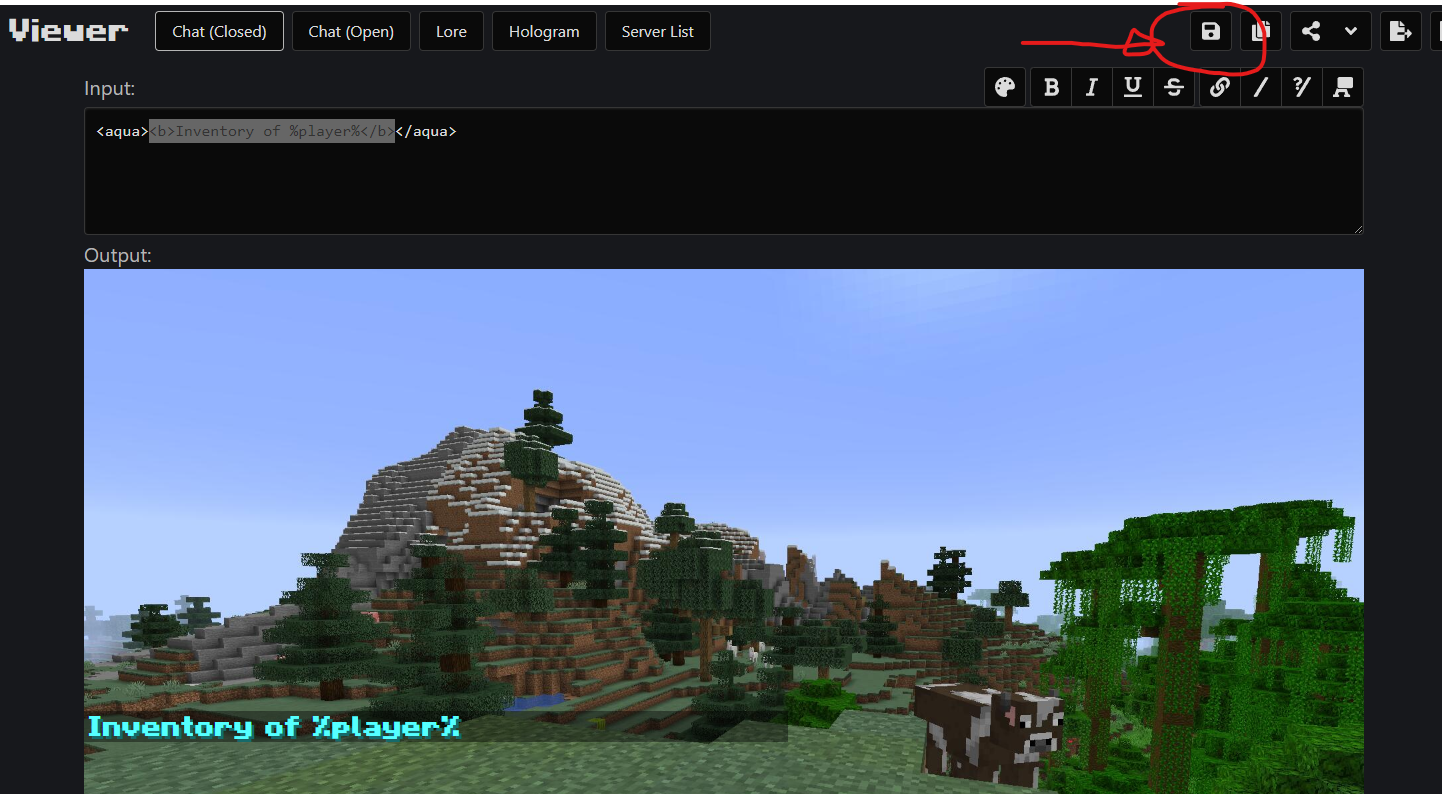 Viewer
Chat (Closed)
Chat (Open)
Lore
Hologram
Server List
Input:
B I U S
<aqua><b>Inventory of %player%</b></aqua>
Output:
Inventory of %player%